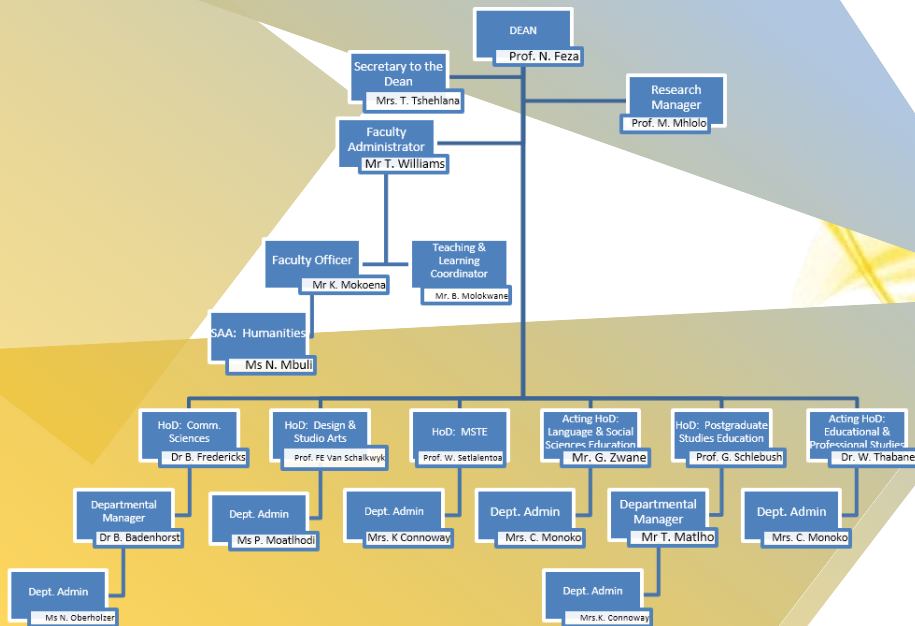 DEAN
Prof. N. Feza
Secretary to the
Dean
Mrs. T. Tshehlana
Research
Manager
Prof. M. Mhlolo
Faculty
Administrator
Mr T. Williams
Faculty Officer
Mr K. Mokoena
Teaching &
Learning
Coordinator
Mr. B. Molokwane
SAA: Humanities
Ms N. Mbuli
HoD: Comm.
Sciences
Dr B. Fredericks
HoD: Design &
Studio Arts
Prof. FE Van Schalkwyk
HoD: MSTE
Prof. W. Setlalentoa
Acting HoD:
Language & Social
Sciences Education
Mr. G. Zwane
HoD: Postgraduate
Studies Education
Prof. G. Schlebush
Acting HoD:
Educational &
Professional Studies
Dr. W. Thabane
Departmental
Manager
Dr B. Badenhorst
Dept. Admin
Ms P. Moatlhodi
Dept. Admin
Mrs. K Connoway
Dept. Admin
Mrs. C. Monoko
Departmental
Manager
Mr T. Matlho
Dept. Admin
Mrs. C. Monoko
Dept. Admin
Ms N. Oberholzer
Dept. Admin
Mrs.K. Connoway